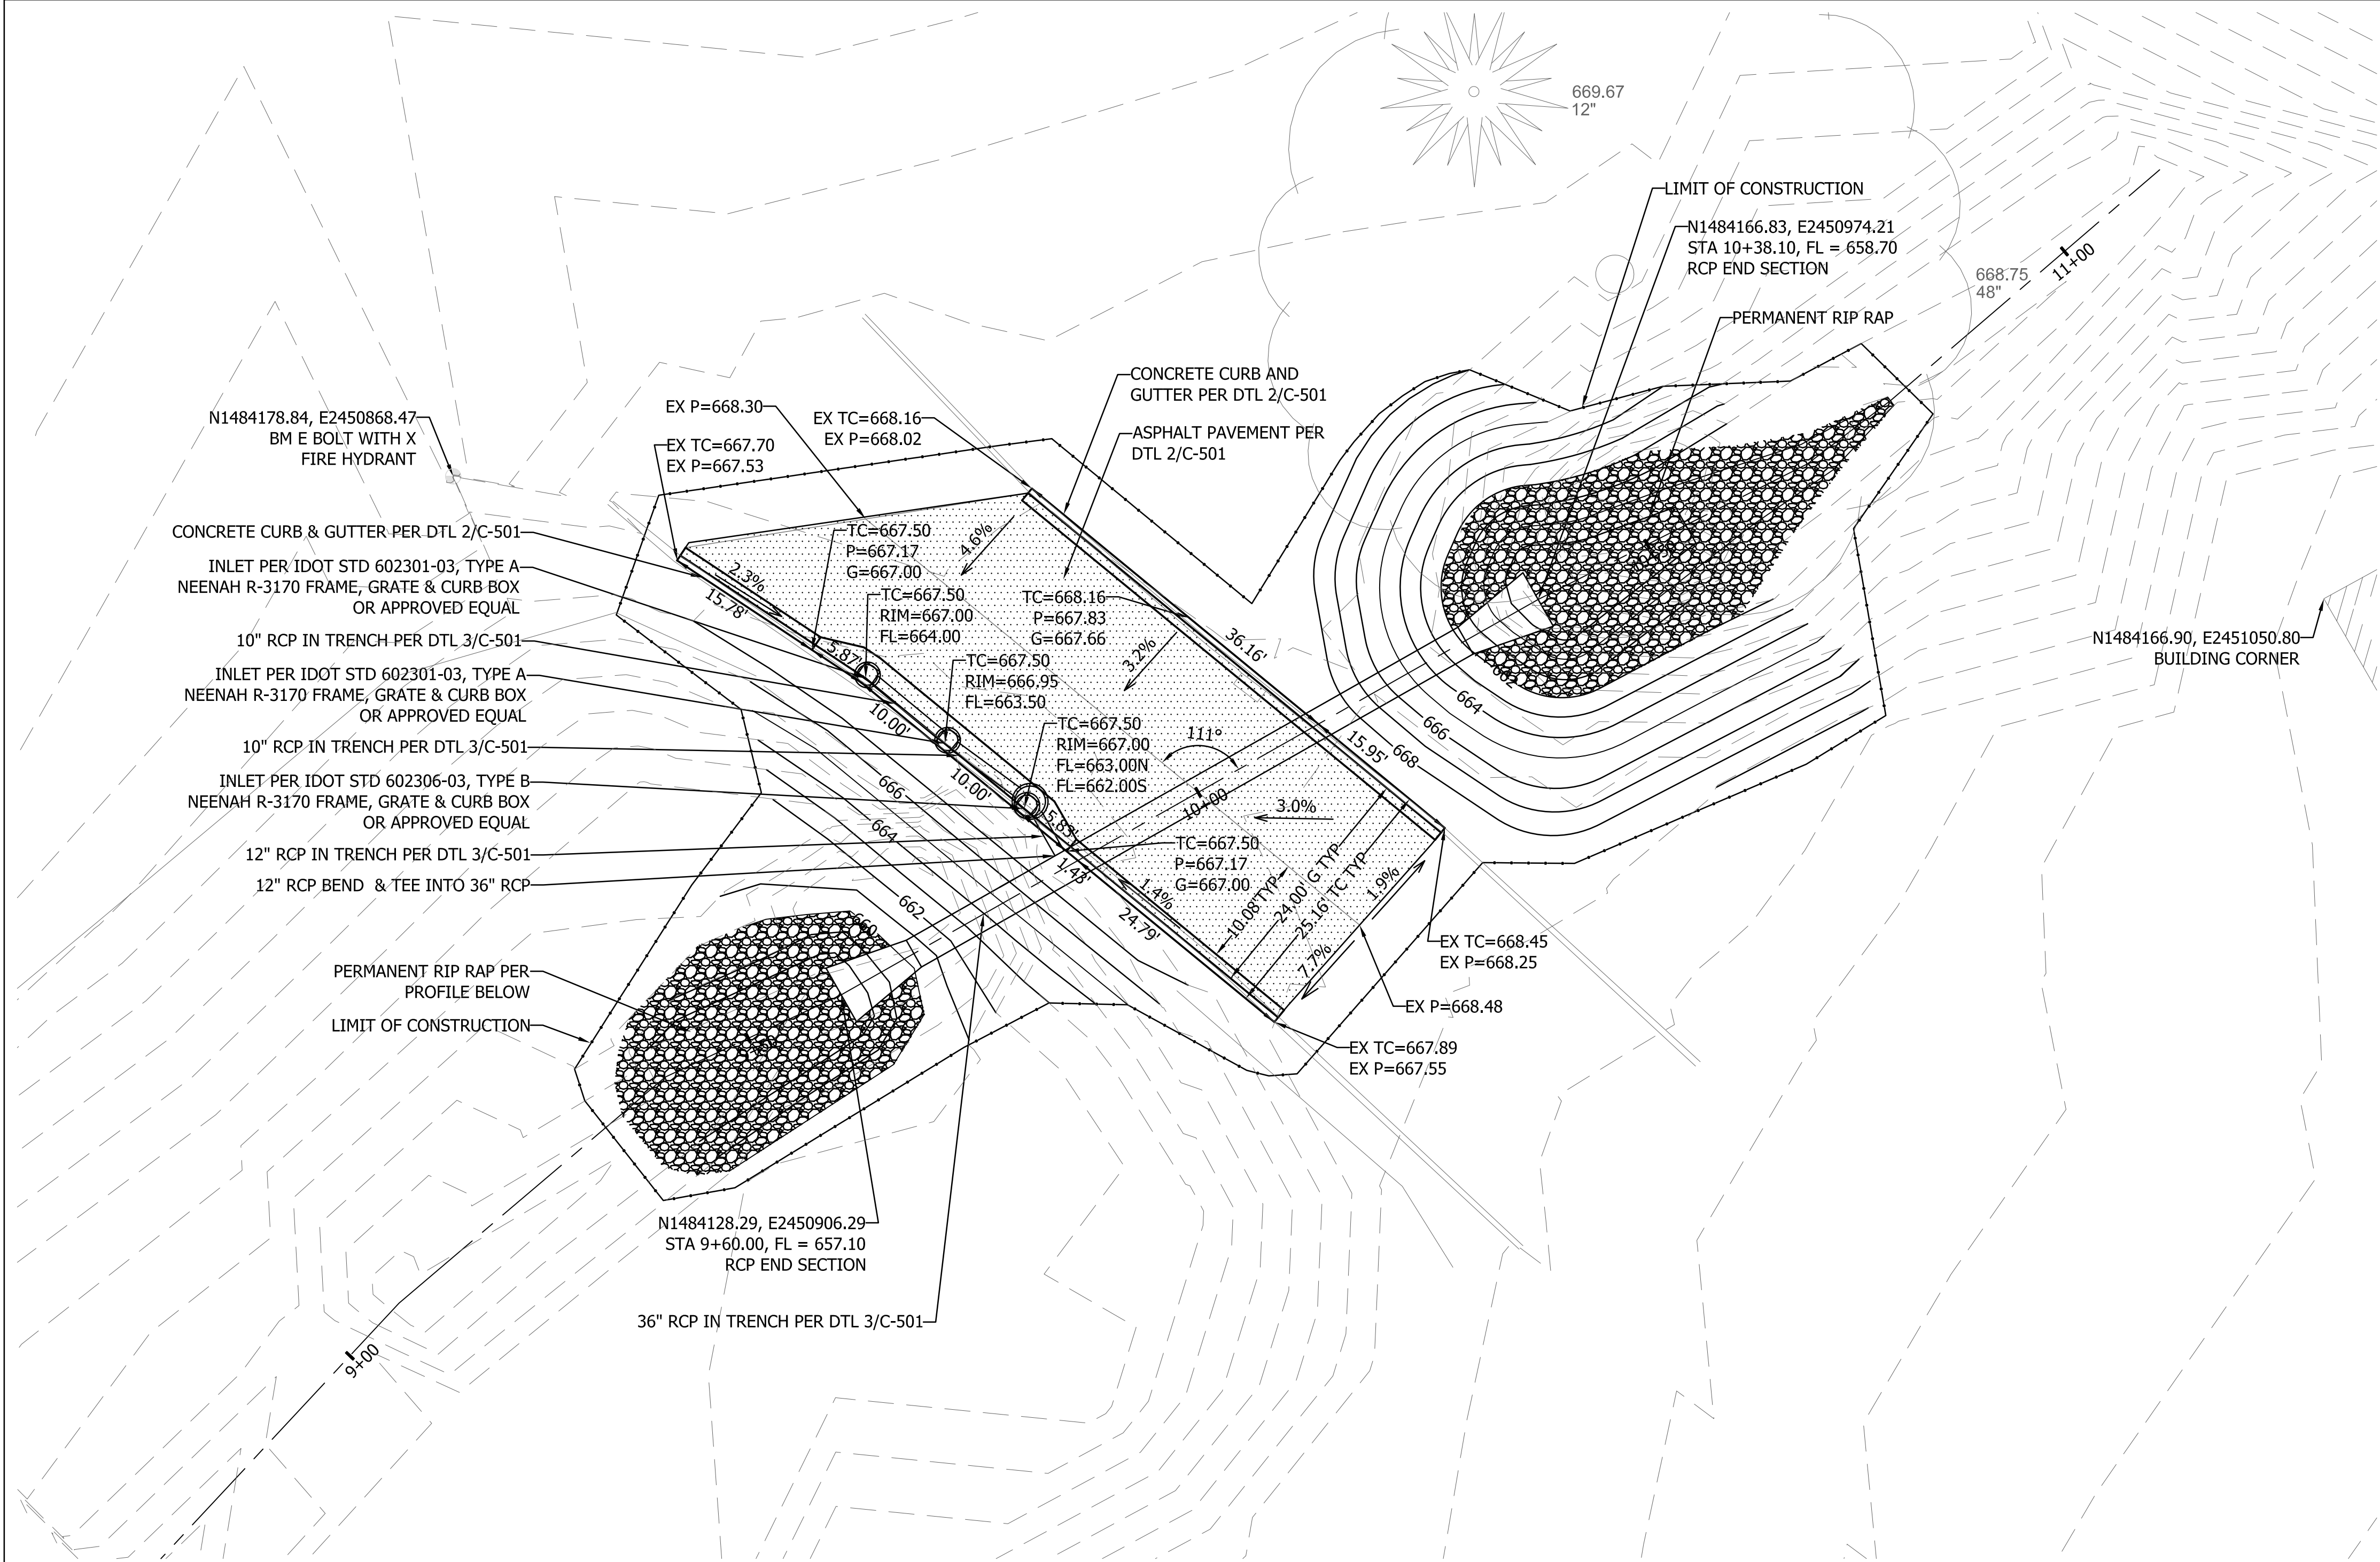 669.67
12"
LIMIT OF CONSTRUCTION
N1484166.83, E2450974.21
STA 10+38.10, FL = 658.70
RCP END SECTION
668.75
48"
11+00
PERMANENT RIP RAP
CONCRETE CURB AND
GUTTER PER DTL 2/C-501
ASPHALT PAVEMENT PER
DTL 2/C-501
EX P=668.30
EX TC=668.16
EX P=668.02
EX TC=667.70
EX P=667.53
N1484178.84, E2450868.47
BM E BOLT WITH X
FIRE HYDRANT
CONCRETE CURB & GUTTER PER DTL 2/C-501
INLET PER IDOT STD 602301-03, TYPE A
NEENAH R-3170 FRAME, GRATE & CURB BOX
OR APPROVED EQUAL
10" RCP IN TRENCH PER DTL 3/C-501
INLET PER IDOT STD 602301-03, TYPE A
NEENAH R-3170 FRAME, GRATE & CURB BOX
OR APPROVED EQUAL
10" RCP IN TRENCH PER DTL 3/C-501
INLET PER IDOT STD 602306-03, TYPE B
NEENAH R-3170 FRAME, GRATE & CURB BOX
OR APPROVED EQUAL
12" RCP IN TRENCH PER DTL 3/C-501
12" RCP BEND & TEE INTO 36" RCP
PERMANENT RIP RAP PER
PROFILE BELOW
LIMIT OF CONSTRUCTION
2.3%
15.78'
5.87'
10.00'
10.00'
5.83'
1.43'
1.4%
24.79'
TC=667.50
P=667.17
G=667.00
4.6%
TC=667.50
RIM=667.00
FL=664.00
TC=668.16
P=667.83
G=667.66
3.2%
36.16'
TC=667.50
RIM=666.95
FL=663.50
TC=667.50
RIM=667.00
FL=663.00N
FL=662.00S
111°
10+00
15.95'
3.0%
TC=667.50
P=667.17
G=667.00
10.08' TYP
24.00' G TYP
25.16' TC TYP
1.9%
7.7%
662
664
666
668
666
664
662
660
N1484166.90, E2451050.80
BUILDING CORNER
EX TC=668.45
EX P=668.25
EX P=668.48
EX TC=667.89
EX P=667.55
N1484128.29, E2450906.29
STA 9+60.00, FL = 657.10
RCP END SECTION
36" RCP IN TRENCH PER DTL 3/C-501
9+00